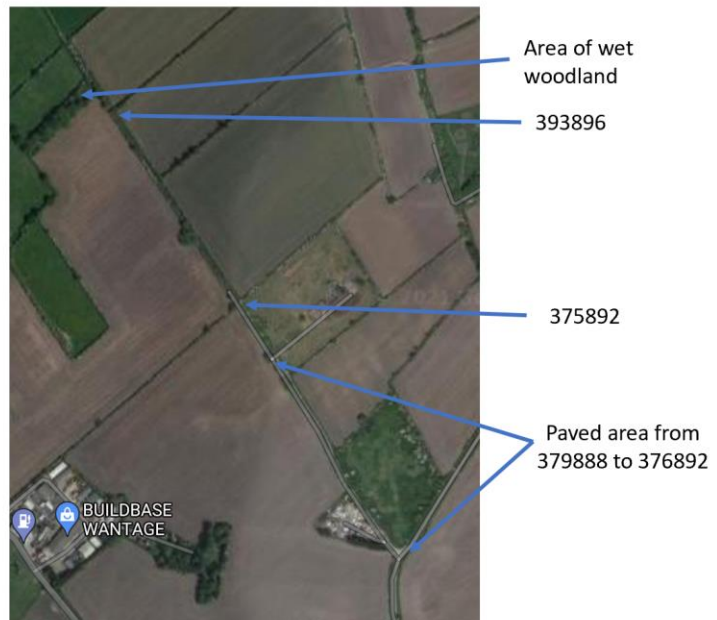 Area of wet
woodland
393896
375892
Paved area from
379888 to 376892
BUILDBASE
WANTAGE